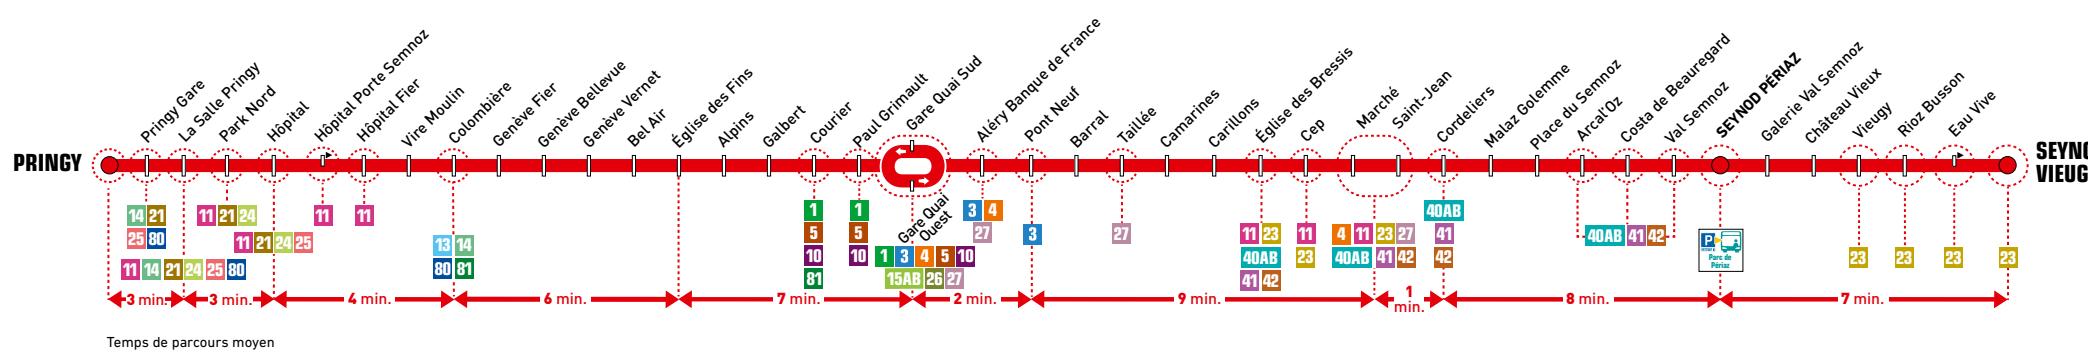 PRINGY
Pringy Gare
La Salle Pringy
Park Nord
Hôpital
Hôpital Porte Semnoz
Hôpital Fier
Vire Moulin
Colombière
Genève Fier
Genève Bellevue
Genève Vernet
Bel Air
Église des Fins
Alpins
Galbert
Courier
Paul Grimault
Gare Quai Sud
Gare Quai
Ouest
Aléry Banque de France
Pont Neuf
Barral
Taillée
Camarines
Carillons
Église des Bressis
Cep
Marché
Saint-Jean
Cordeliers
Malaz Golemme
Place du Semnoz
Arcal'Oz
Costa de Beauregard
Val Semnoz
SEYNOD PÉRIAZ
Galerie Val Semnoz
Château Vieux
Vieugy
Rioz Busson
Eau Vive
SEYNO
VIEUG
14 21
25 80
11 14 21 24 25 80
11 21 24
11 21 24 25
11
11
13 14
80 81
1
5
10
81
1
5
10
1 3 4 5 10
15AB 26 27
3 4
27
3
27
11 23
40AB
41 42
11
23
4 11 23 27
40AB 41 42
40AB
41
42
40AB 41 42
P
Parc de
Périaz
23
23
23
23
3 min.
3 min.
4 min.
6 min.
7 min.
2 min.
9 min.
1
min.
8 min.
7 min.
Temps de parcours moyen